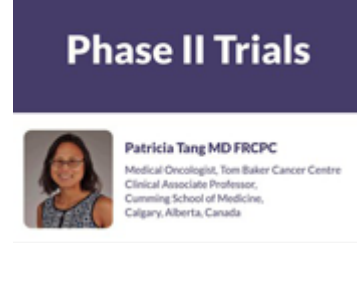 Phase II Trials
Patricia Tang MD FRCPC
Medical Oncologist, Tom Baker Cancer Centre
Clinical Associate Professor,
Cumming School of Medicine,
Calgary, Alberta, Canada